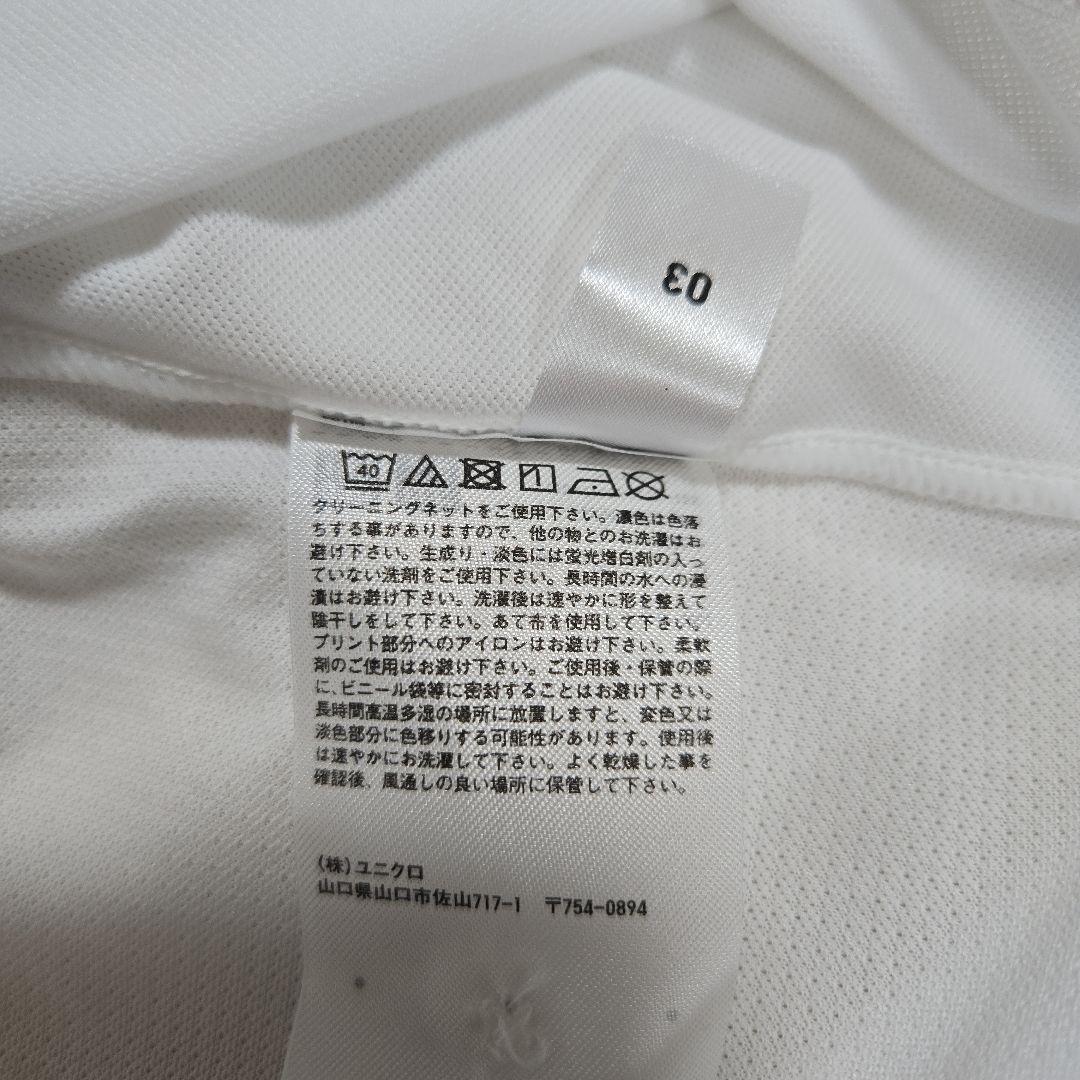 03
40
クリーニングネットをご使用下さい。濃色は色落
ちする事がありますので、他の物とのお洗濯はお
避け下さい。生成り・淡色には蛍光増白剤の入っ
ていない洗剤をご使用下さい。長時間の水への浸
漬はお避け下さい。洗濯後は速やかに形を整えて
陰干しをして下さい。あて布を使用して下さい。
プリント部分へのアイロンはお避け下さい。柔軟
剤のご使用はお避け下さい。ご使用後・保管の際
に、ビニール袋等に密封することはお避け下さい。
長時間高温多湿の場所に放置しますと、変色又は
淡色部分に色移りする可能性があります。使用後
は速やかにお洗濯して下さい。よく乾燥した事を
確認後、風通しの良い場所に保管して下さい。
(株)ユニクロ
山口県山口市佐山717-1 〒754-0894